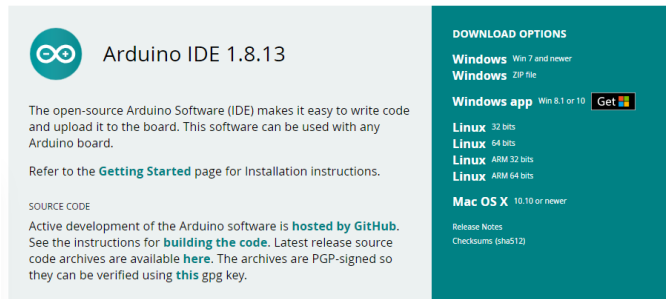 Arduino IDE 1.8.13
The open-source Arduino Software (IDE) makes it easy to write code
and upload it to the board. This software can be used with any
Arduino board.
Refer to the Getting Started page for Installation instructions.
SOURCE CODE
Active development of the Arduino software is hosted by GitHub.
See the instructions for building the code. Latest release source
code archives are available here. The archives are PGP-signed so
they can be verified using this gpg key.
DOWNLOAD OPTIONS
Windows Win 7 and newer
Windows ZIP file
Windows app Win 8.1 or 10 Get
Linux 32 bits
Linux 64 bits
Linux ARM 32 bits
Linux ARM 64 bits
Mac OS X 10.10 or newer
Release Notes
Checksums (sha512)